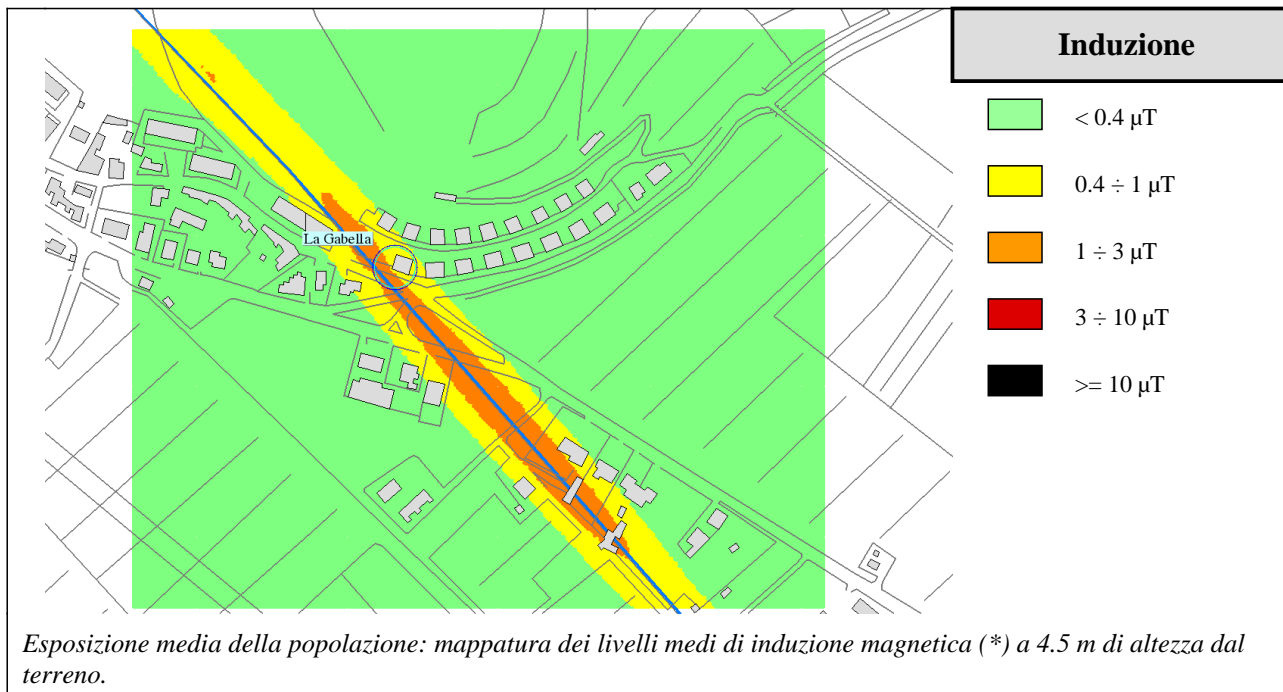 Induzione
< 0.4 µT
0.4 ÷ 1 µT
1 ÷ 3 µT
3 ÷ 10 µT
>= 10 µT
La Gabella
Esposizione media della popolazione: mappatura dei livelli medi di induzione magnetica (*) a 4.5 m di altezza dal
terreno.